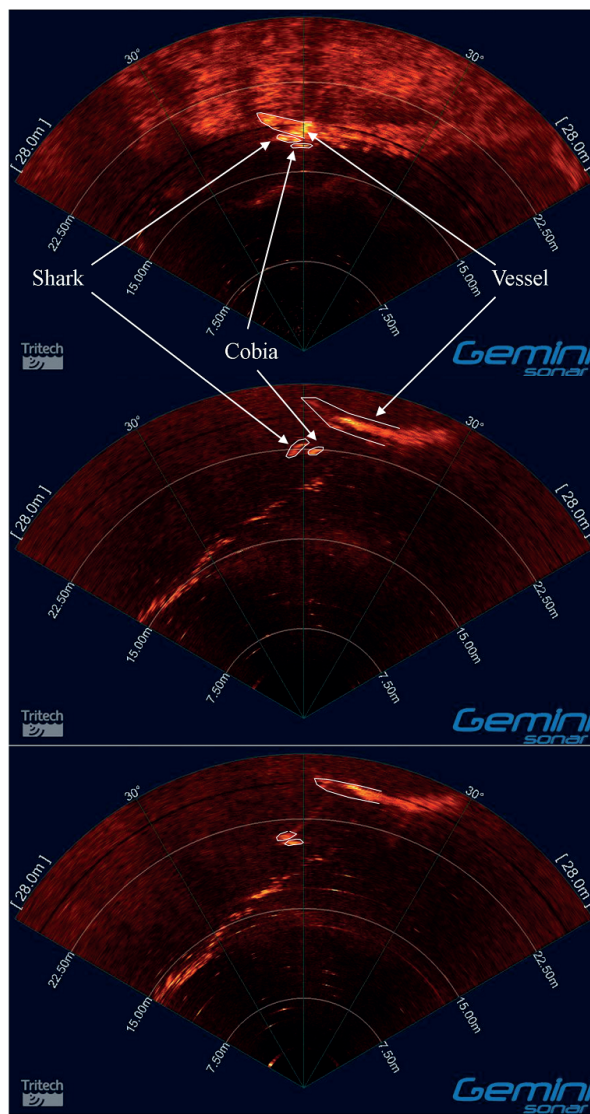 30°
30°
[ 28.0m ]
[ 28.0m ]
22.50m
22.50m
15.00m
15.00m
7.50m
7.50m
Shark
Vessel
Cobia
Tritech
Gemini
sonar
30°
30°
[ 28.0m ]
[ 28.0m ]
22.50m
22.50m
15.00m
15.00m
7.50m
7.50m
Tritech
Gemini
sonar
30°
30°
[ 28.0m ]
[ 28.0m ]
22.50m
22.50m
15.00m
15.00m
7.50m
7.50m
Tritech
Gemini
sonar